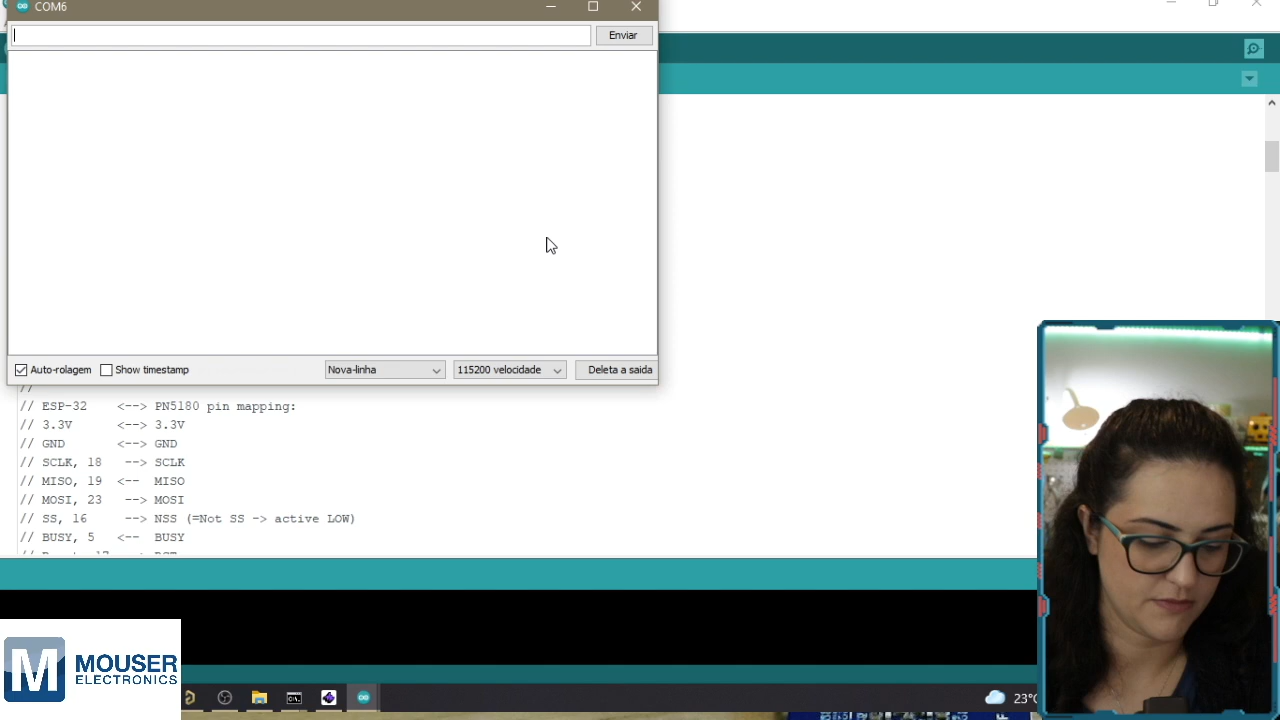 COM6
Enviar
Auto-rolagem Show timestamp Nova-linha 115200 velocidade Deleta a saida
//
// ESP-32 <--> PN5180 pin mapping:
// 3.3V <--> 3.3V
// GND <--> GND
// SCLK, 18 --> SCLK
// MISO, 19 <-- MISO
// MOSI, 23 --> MOSI
// SS, 16 --> NSS (=Not SS -> active LOW)
// BUSY, 5 <-- BUSY
M MOUSER
ELECTRONICS
23°C